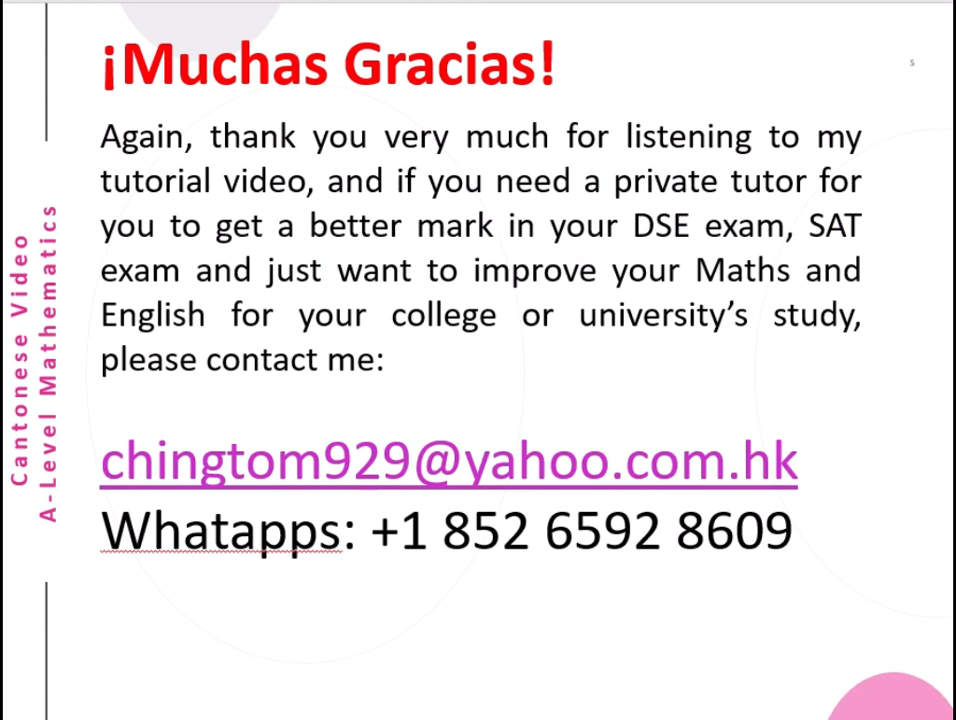 ¡Muchas Gracias!
5
Again, thank you very much for listening to my
tutorial video, and if you need a private tutor for
you to get a better mark in your DSE exam, SAT
exam and just want to improve your Maths and
English for your college or university’s study,
please contact me:
chingtom929@yahoo.com.hk
Whatapps: +1 852 6592 8609
Cantonese Video
A-Level Mathematics